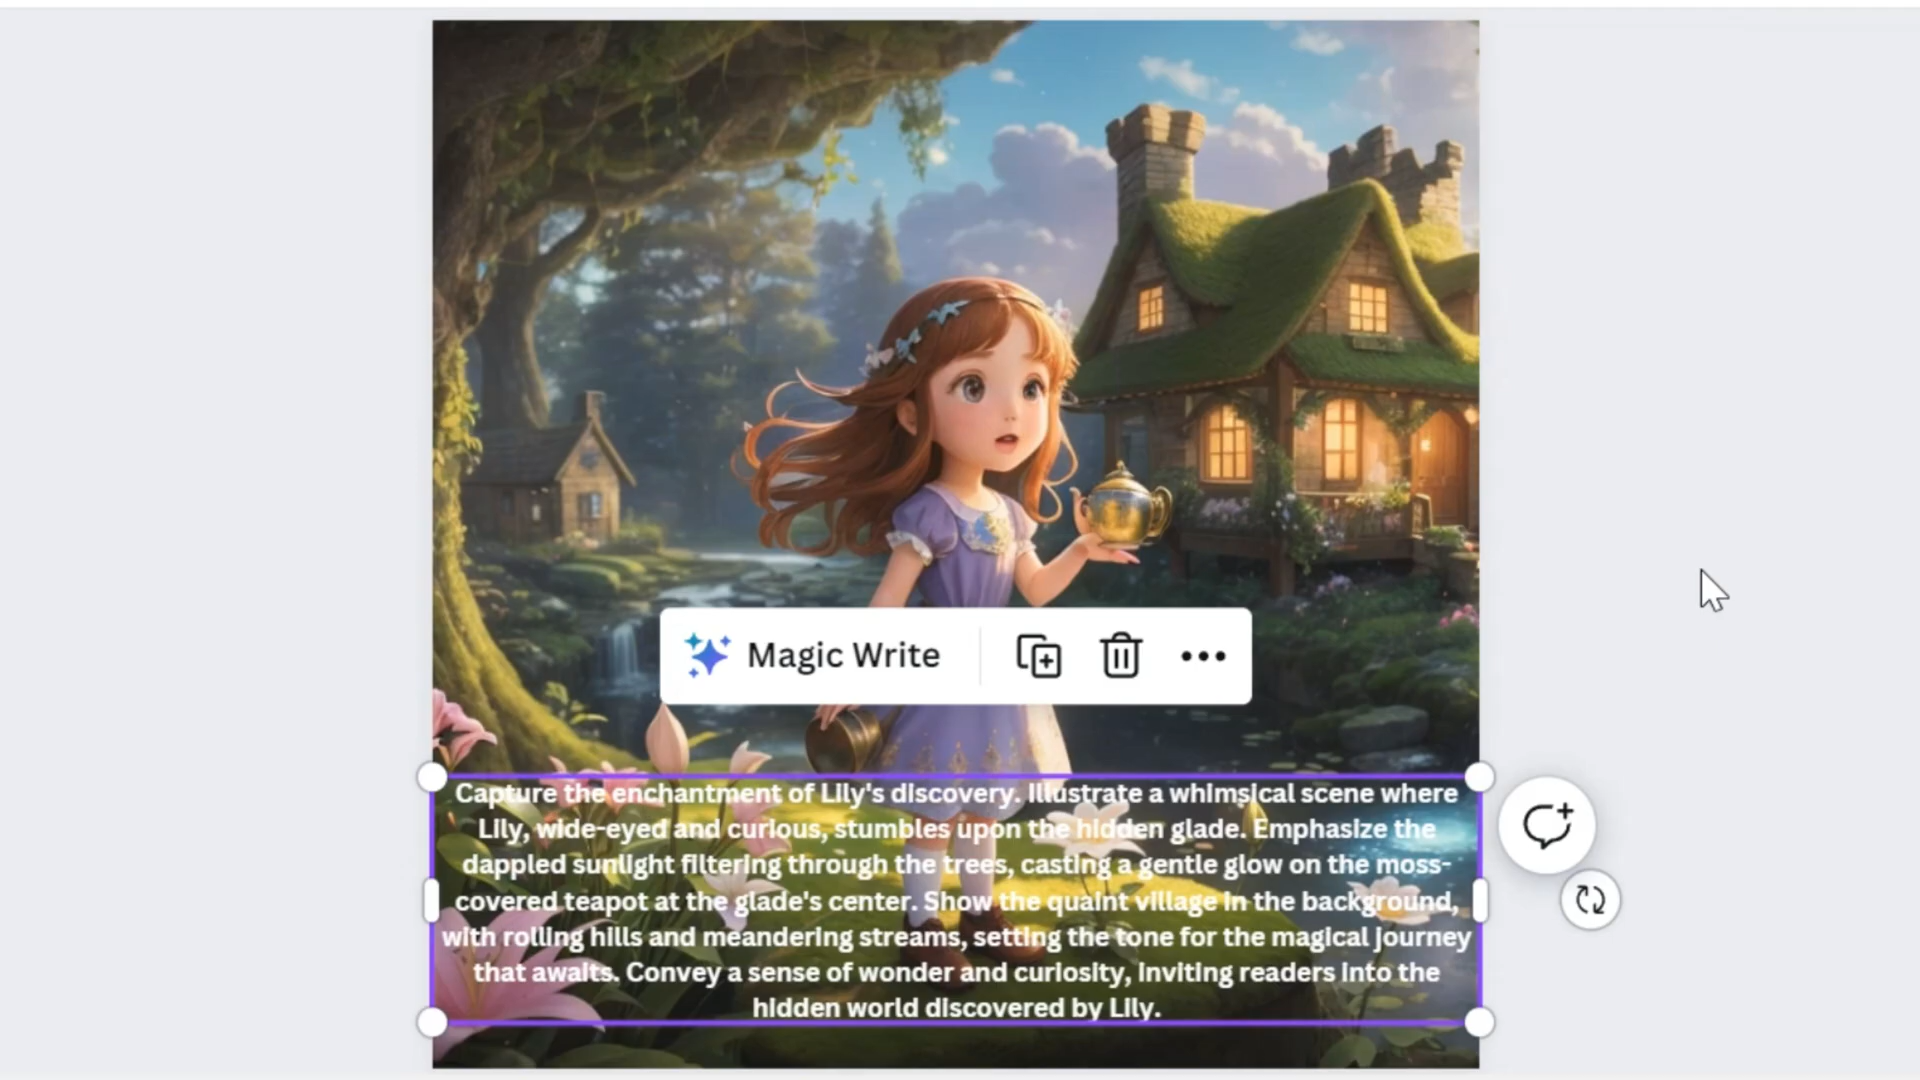 Magic Write
Capture the enchantment of Lily's discovery. Illustrate a whimsical scene where
Lily, wide-eyed and curious, stumbles upon the hidden glade. Emphasize the
dappled sunlight filtering through the trees, casting a gentle glow on the moss-
covered teapot at the glade's center. Show the quaint village in the background,
with rolling hills and meandering streams, setting the tone for the magical journey
that awaits. Convey a sense of wonder and curiosity, inviting readers into the
hidden world discovered by Lily.